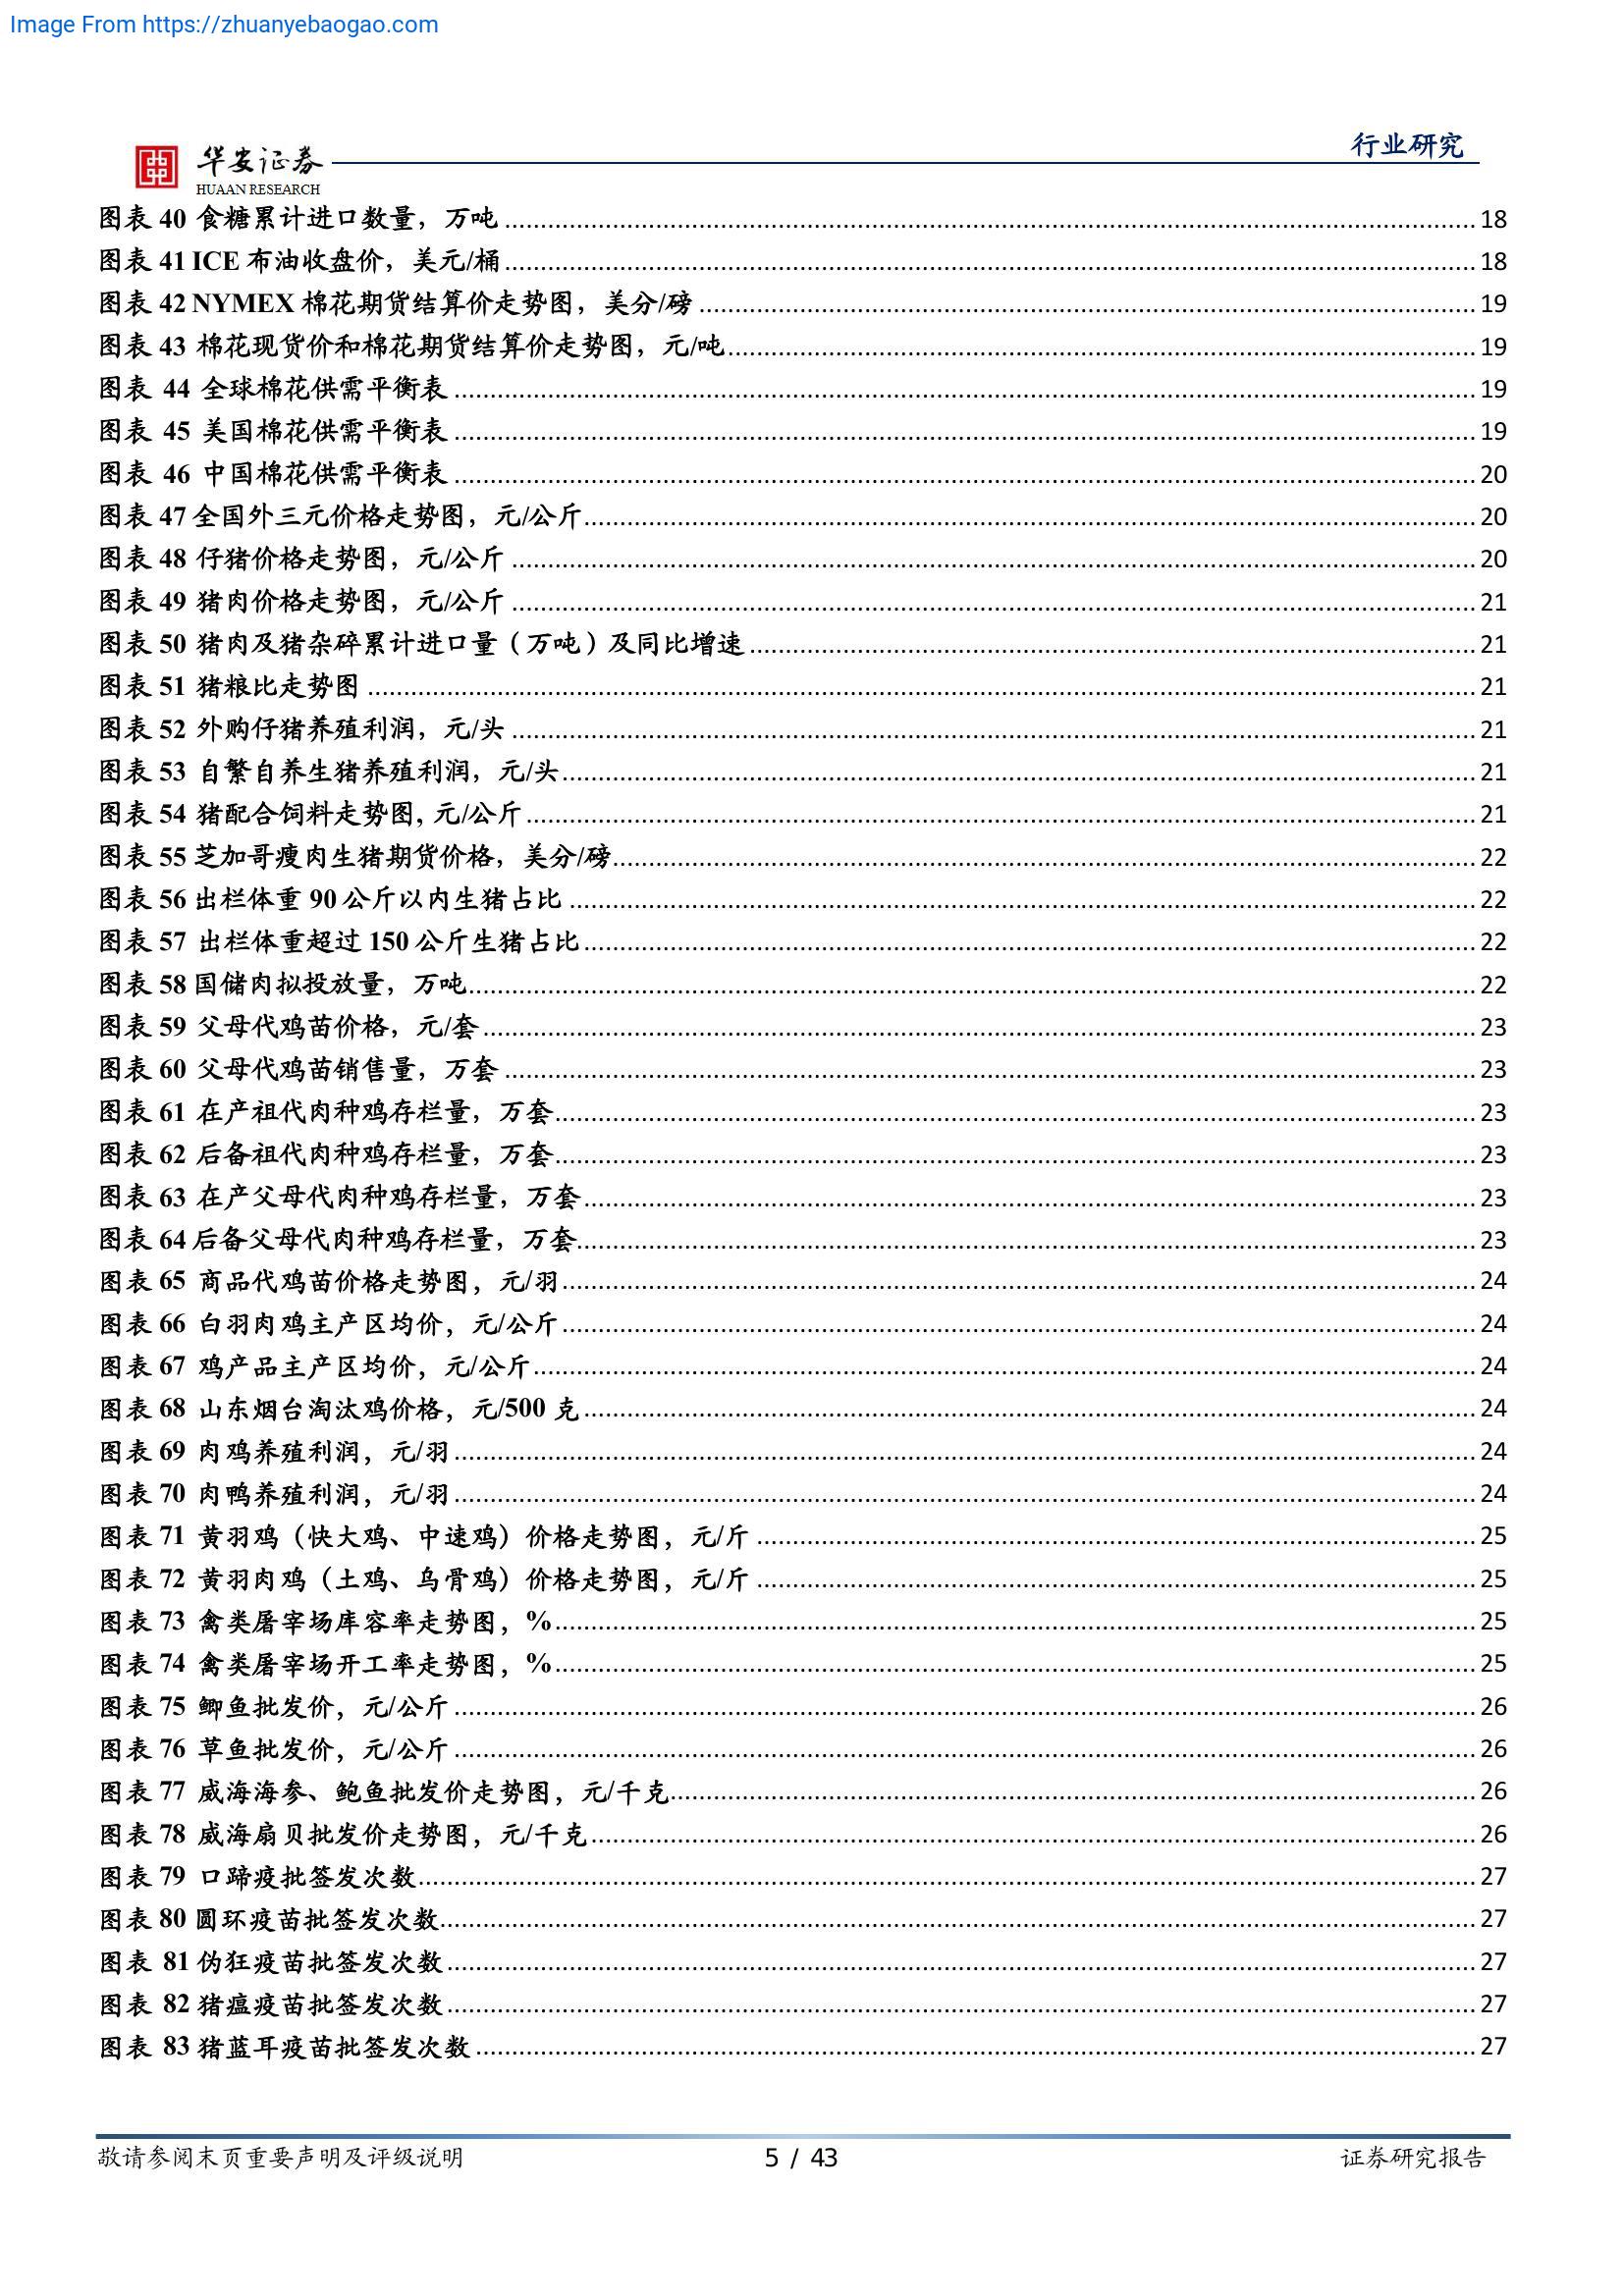 Image From https://zhuanyebaogao.com
行业研究
华安证券
HUAAN RESEARCH
图表 40 食糖累计进口数量，万吨 18
图表 41 ICE 布油收盘价，美元/桶 18
图表 42 NYMEX 棉花期货结算价走势图，美分/磅 19
图表 43 棉花现货价和棉花期货结算价走势图，元/吨 19
图表 44 全球棉花供需平衡表 19
图表 45 美国棉花供需平衡表 19
图表 46 中国棉花供需平衡表 20
图表 47 全国外三元价格走势图，元/公斤 20
图表 48 仔猪价格走势图，元/公斤 20
图表 49 猪肉价格走势图，元/公斤 21
图表 50 猪肉及猪杂碎累计进口量（万吨）及同比增速 21
图表 51 猪粮比走势图 21
图表 52 外购仔猪养殖利润，元/头 21
图表 53 自繁自养生猪养殖利润，元/头 21
图表 54 猪配合饲料走势图, 元/公斤 21
图表 55 芝加哥瘦肉生猪期货价格，美分/磅 22
图表 56 出栏体重 90 公斤以内生猪占比 22
图表 57 出栏体重超过 150 公斤生猪占比 22
图表 58 国储肉拟投放量，万吨 22
图表 59 父母代鸡苗价格，元/套 23
图表 60 父母代鸡苗销售量，万套 23
图表 61 在产祖代肉种鸡存栏量，万套 23
图表 62 后备祖代肉种鸡存栏量，万套 23
图表 63 在产父母代肉种鸡存栏量，万套 23
图表 64 后备父母代肉种鸡存栏量，万套 23
图表 65 商品代鸡苗价格走势图，元/羽 24
图表 66 白羽肉鸡主产区均价，元/公斤 24
图表 67 鸡产品主产区均价，元/公斤 24
图表 68 山东烟台淘汰鸡价格，元/500 克 24
图表 69 肉鸡养殖利润，元/羽 24
图表 70 肉鸭养殖利润，元/羽 24
图表 71 黄羽鸡（快大鸡、中速鸡）价格走势图，元/斤 25
图表 72 黄羽肉鸡（土鸡、乌骨鸡）价格走势图，元/斤 25
图表 73 禽类屠宰场库容率走势图，% 25
图表 74 禽类屠宰场开工率走势图，% 25
图表 75 鲫鱼批发价，元/公斤 26
图表 76 草鱼批发价，元/公斤 26
图表 77 威海海参、鲍鱼批发价走势图，元/千克 26
图表 78 威海扇贝批发价走势图，元/千克 26
图表 79 口蹄疫批签发次数 27
图表 80 圆环疫苗批签发次数 27
图表 81 伪狂疫苗批签发次数 27
图表 82 猪瘟疫苗批签发次数 27
图表 83 猪蓝耳疫苗批签发次数 27
敬请参阅末页重要声明及评级说明 5 / 43 证券研究报告